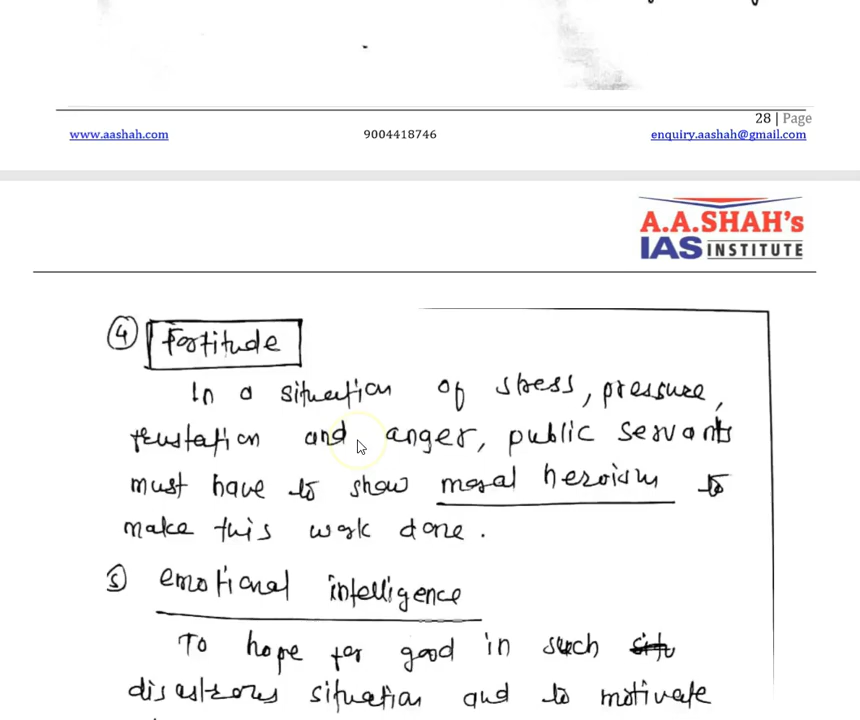 28 | Page
www.aashah.com 9004418746 enquiry.aashah@gmail.com
A.A.SHAH's
IAS INSTITUTE
④ Fortitude
In a situation of stress, pressure,
frustation and anger, public servants
must have to show moral heroism to
make this work done.
⑤ emotional intelligence
To hope for good in such
disastrous situation and to motivate